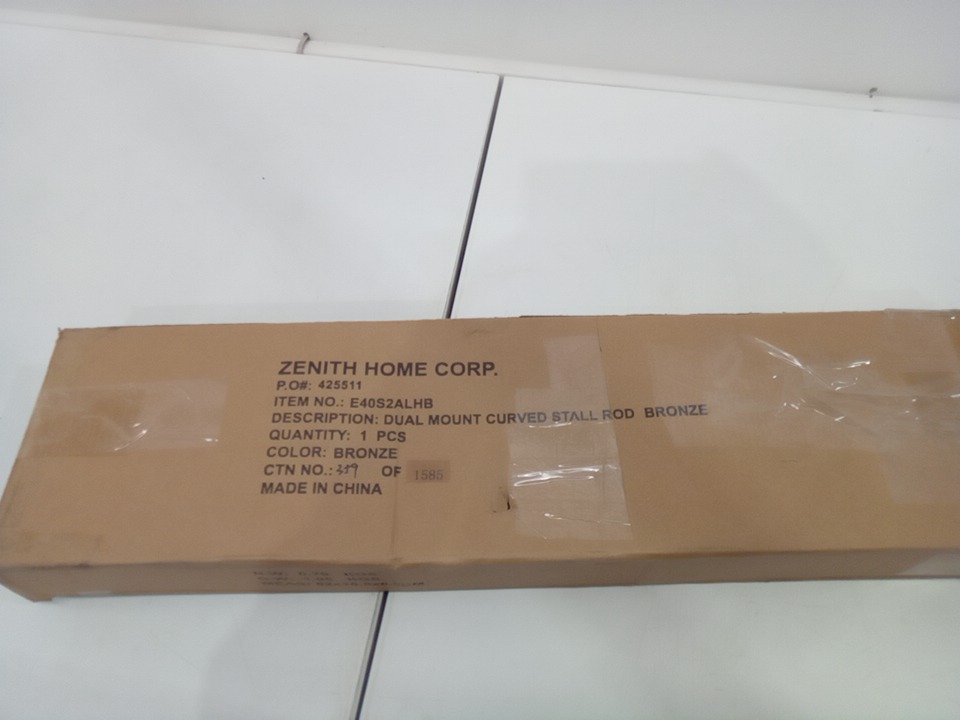 ZENITH HOME CORP.
P.O#: 425511
ITEM NO.: E40S2ALHB
DESCRIPTION: DUAL MOUNT CURVED STALL ROD BRONZE
QUANTITY: 1 PCS
COLOR: BRONZE
CTN NO.: 359 OF 1585
MADE IN CHINA